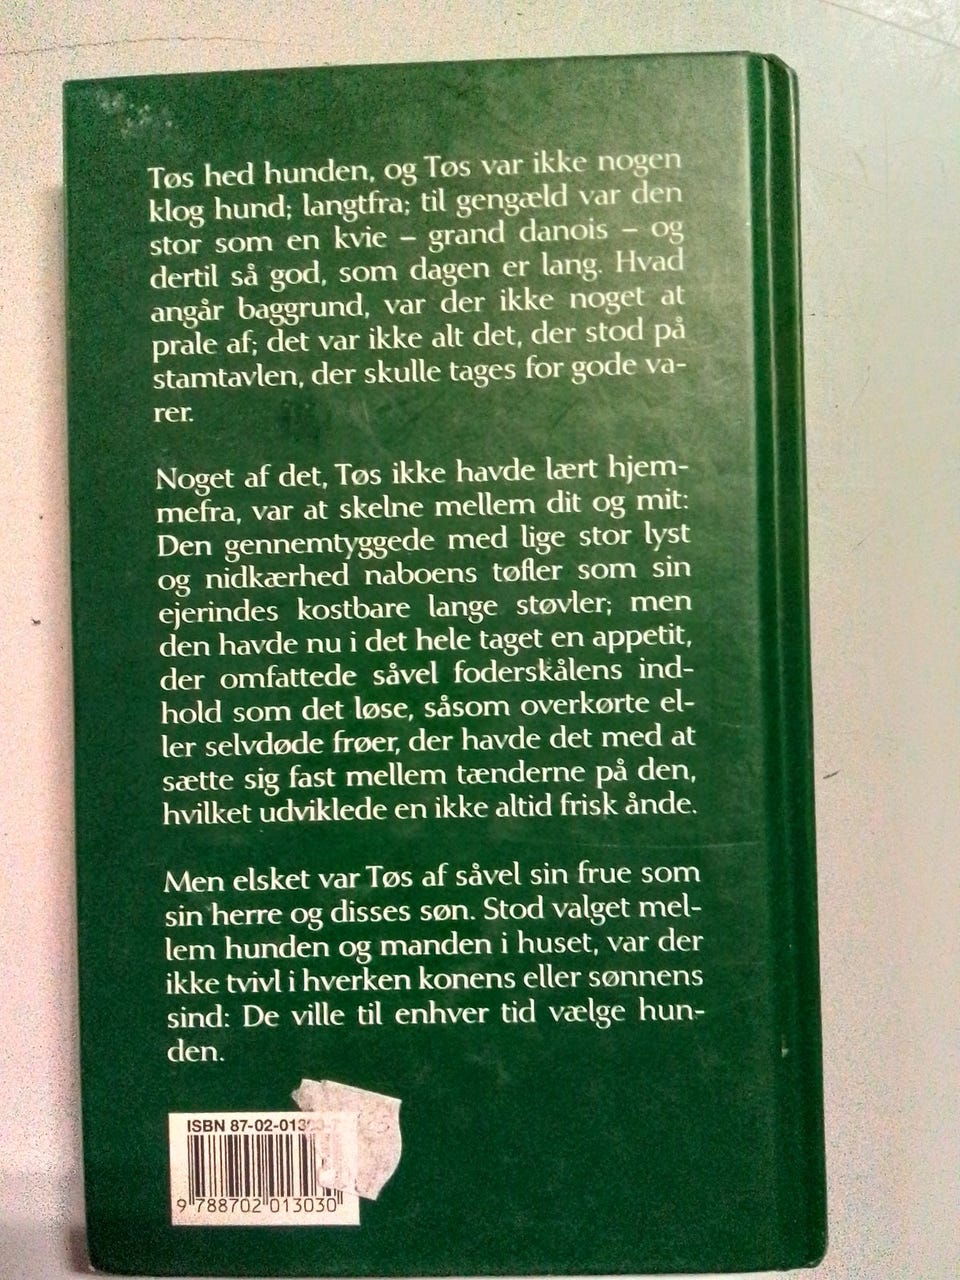 Tøs hed hunden, og Tøs var ikke nogen
klog hund; langtfra; til gengæld var den
stor som en kvie – grand danois – og
dertil så god, som dagen er lang. Hvad
angår baggrund, var der ikke noget at
prale af; det var ikke alt det, der stod på
stamtavlen, der skulle tages for gode va-
rer.
Noget af det, Tøs ikke havde lært hjem-
mefra, var at skelne mellem dit og mit:
Den gennemtyggede med lige stor lyst
og nidkærhed naboens tøfler som sin
ejerindes kostbare lange støvler; men
den havde nu i det hele taget en appetit,
der omfattede såvel foderskålens ind-
hold som det løse, såsom overkørte el-
ler selvdøde frøer, der havde det med at
sætte sig fast mellem tænderne på den,
hvilket udviklede en ikke altid frisk ånde.
Men elsket var Tøs af såvel sin frue som
sin herre og disses søn. Stod valget mel-
lem hunden og manden i huset, var der
ikke tvivl i hverken konens eller sønnens
sind: De ville til enhver tid vælge hun-
den.
ISBN
9 788702 013030